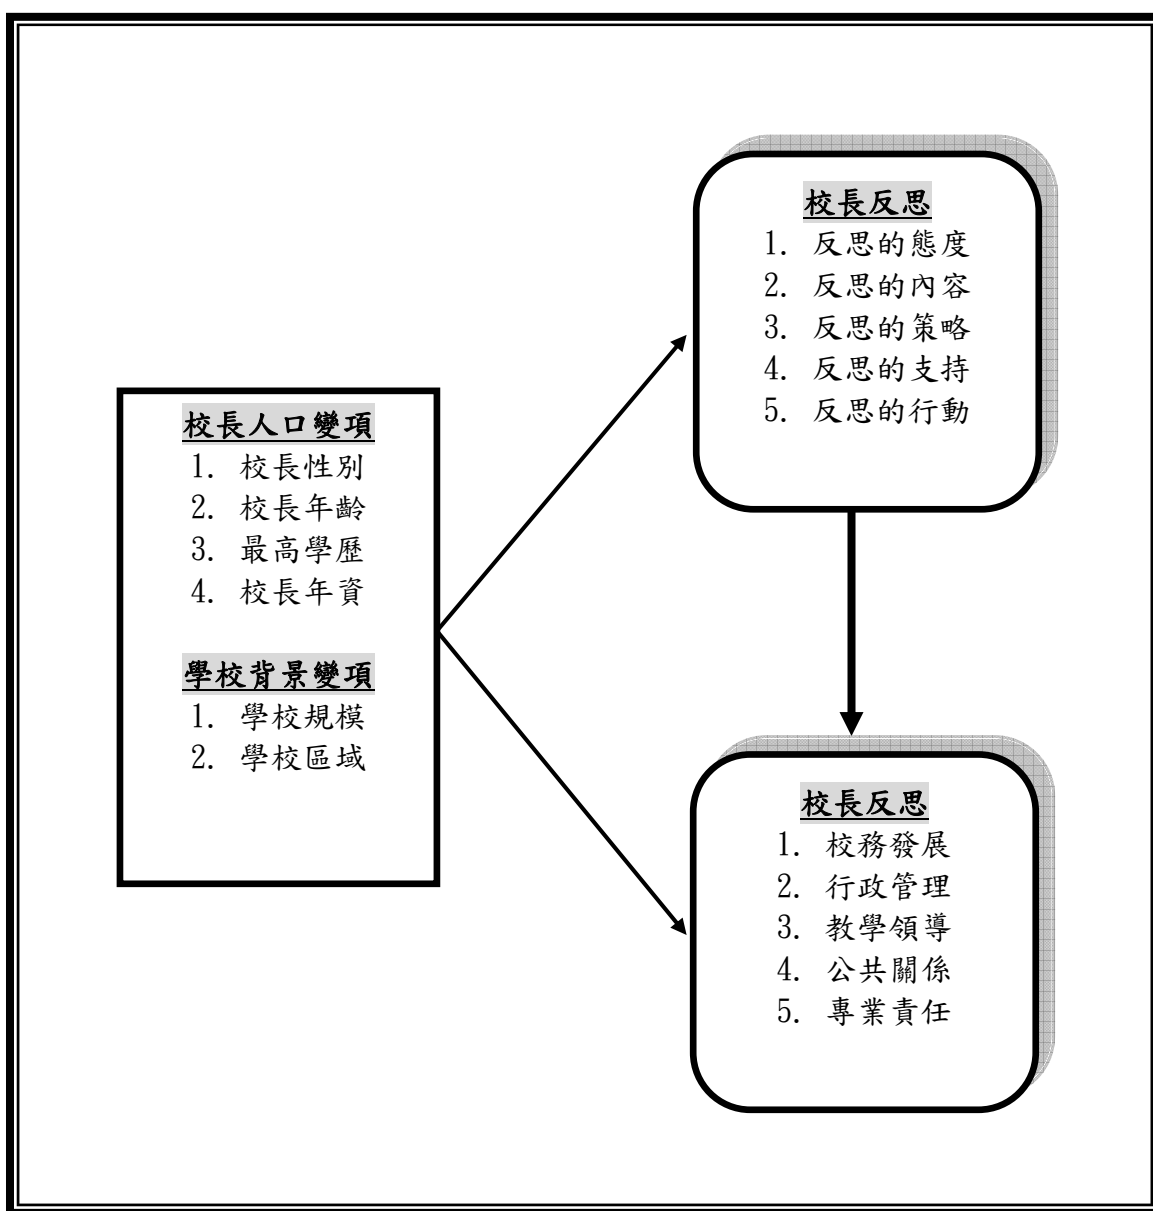 校長人口變項
1. 校長性別
2. 校長年齡
3. 最高學歷
4. 校長年資
學校背景變項
1. 學校規模
2. 學校區域
校長反思
1. 反思的態度
2. 反思的內容
3. 反思的策略
4. 反思的支持
5. 反思的行動
校長反思
1. 校務發展
2. 行政管理
3. 教學領導
4. 公共關係
5. 專業責任